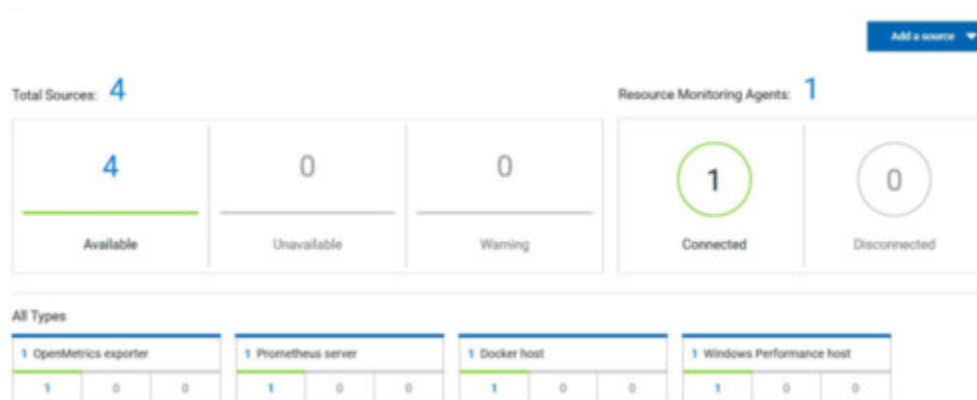 Add a source
Total Sources: 4
Resource Monitoring Agents: 1
4
0
0
1
0
Available
Unavailable
Warning
Connected
Disconnected
All Types
1 OpenMetrics exporter
1 Prometheus server
1 Docker host
1 Windows Performance host
1 0 0
1 0 0
1 0 0
1 0 0